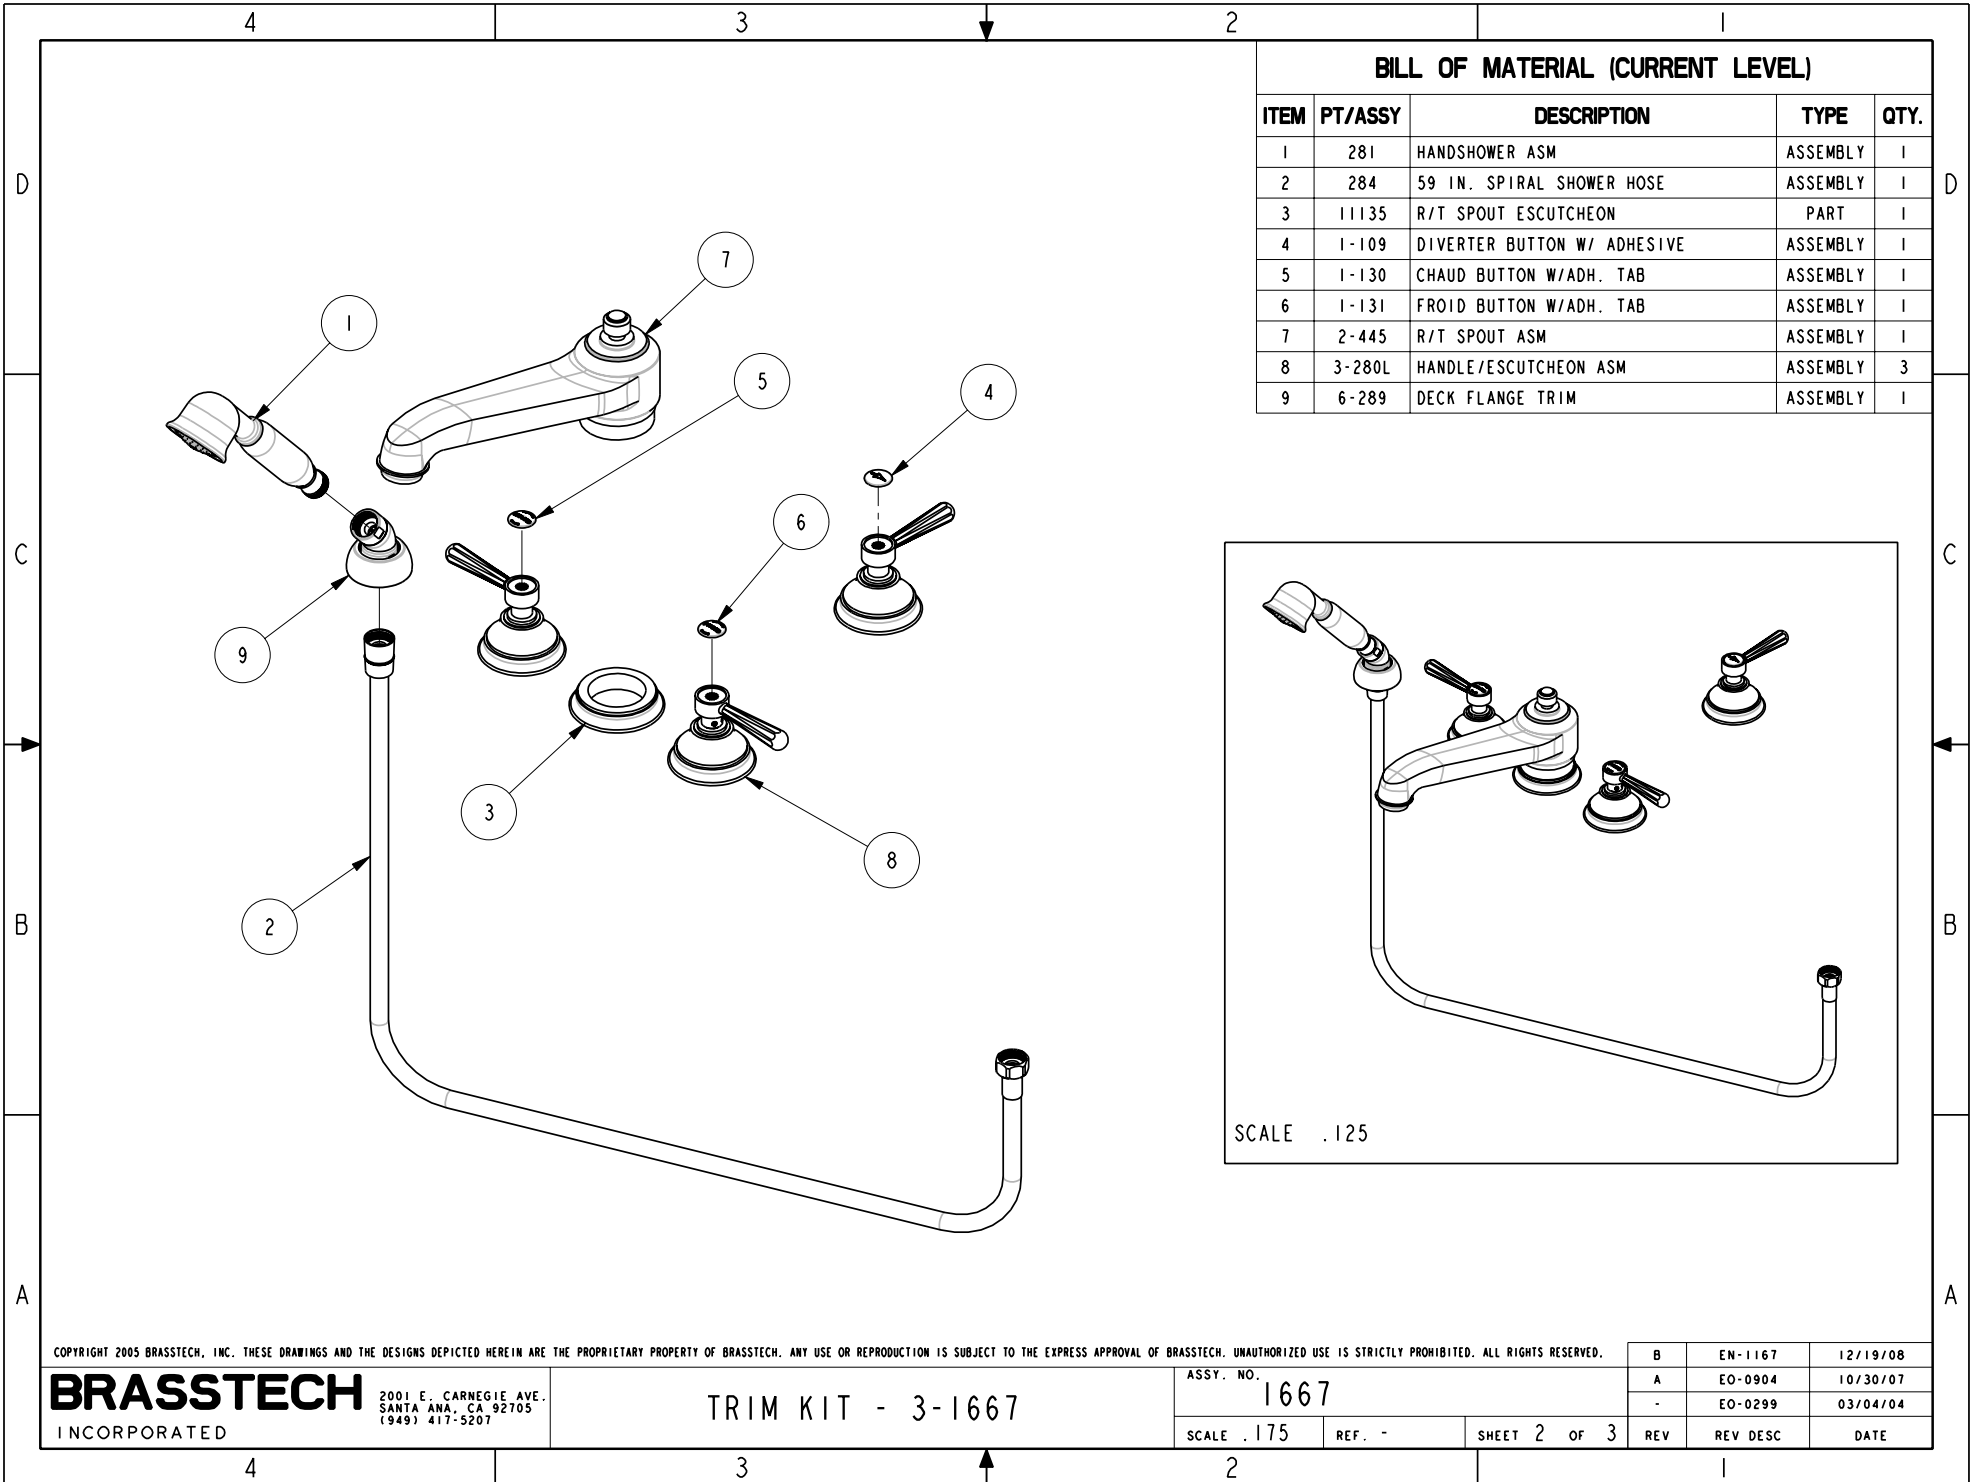 4 3 2 1
BILL OF MATERIAL (CURRENT LEVEL)
ITEM PT/ASSY DESCRIPTION TYPE QTY.
1 281 HANDSHOWER ASM ASSEMBLY 1
2 284 59 IN. SPIRAL SHOWER HOSE ASSEMBLY 1
3 11135 R/T SPOUT ESCUTCHEON PART 1
4 1-109 DIVERTER BUTTON W/ ADHESIVE ASSEMBLY 1
5 1-130 CHAUD BUTTON W/ADH. TAB ASSEMBLY 1
6 1-131 FROID BUTTON W/ADH. TAB ASSEMBLY 1
7 2-445 R/T SPOUT ASM ASSEMBLY 1
8 3-280L HANDLE/ESCUTCHEON ASM ASSEMBLY 3
9 6-289 DECK FLANGE TRIM ASSEMBLY 1
D D
7
1
5
4
6
C C
9
3
8
2
B B
SCALE .125
A A
COPYRIGHT 2005 BRASSTECH, INC. THESE DRAWINGS AND THE DESIGNS DEPICTED HEREIN ARE THE PROPRIETARY PROPERTY OF BRASSTECH. ANY USE OR REPRODUCTION IS SUBJECT TO THE EXPRESS APPROVAL OF BRASSTECH. UNAUTHORIZED USE IS STRICTLY PROHIBITED. ALL RIGHTS RESERVED.
BRASSTECH
INCORPORATED
2001 E. CARNEGIE AVE.
SANTA ANA, CA 92705
(949) 417-5207
TRIM KIT - 3-1667
ASSY. NO.
1667
SCALE .175 REF. - SHEET 2 OF 3
B EN-1167 12/19/08
A EO-0904 10/30/07
- EO-0299 03/04/04
REV REV DESC DATE
4 3 2 1